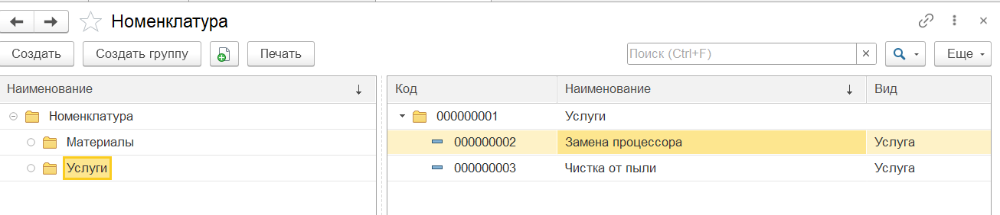 Номенклатура
Создать Создать группу Печать Поиск (Ctrl+F) × Еще
Наименование ↓ Код Наименование ↓ Вид
Номенклатура 000000001 Услуги
Материалы 000000002 Замена процессора Услуга
Услуги 000000003 Чистка от пыли Услуга